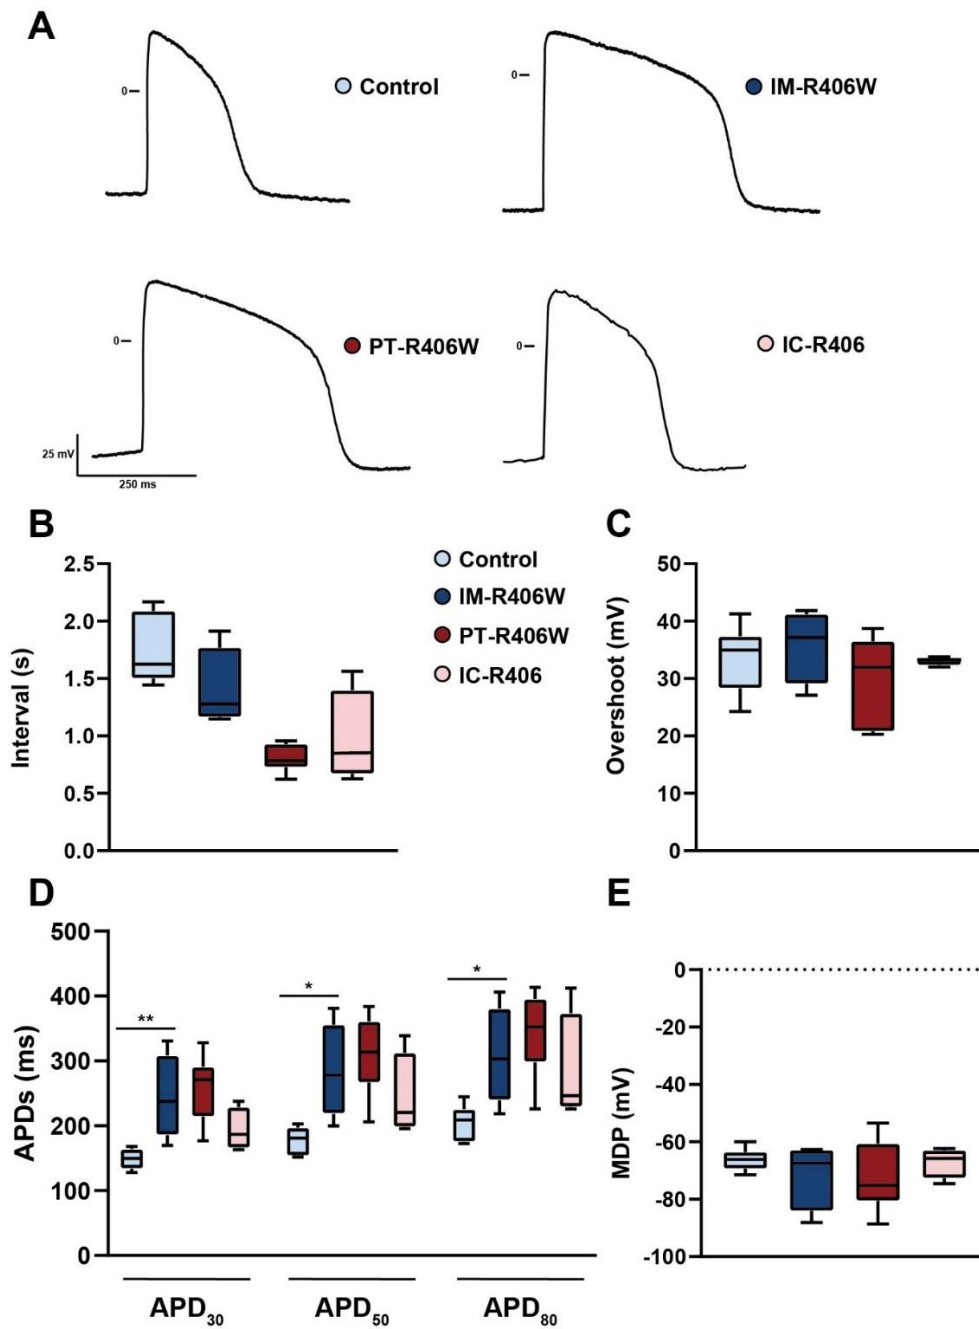 A
0 Control
0 IM-R406W
0 PT-R406W
0 IC-R406
25 mV
250 ms
B
Interval (s)
2.5
2.0
1.5
1.0
0.5
0.0
Control
IM-R406W
PT-R406W
IC-R406
C
Overshoot (mV)
50
40
30
20
10
0
D
APDs (ms)
500
400
300
200
100
0
**
*
*
APD30
APD50
APD80
E
MDP (mV)
0
-20
-40
-60
-80
-100